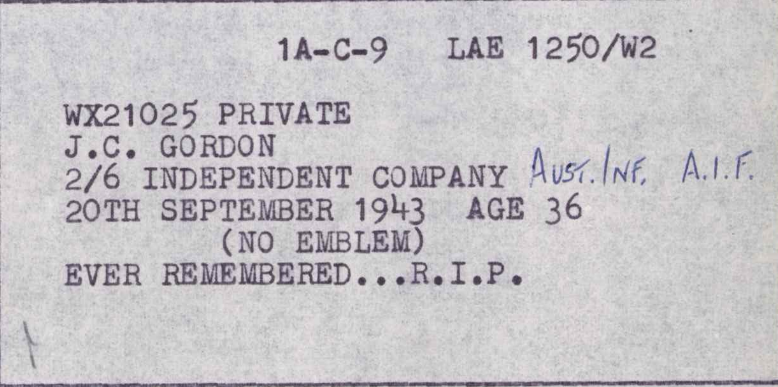 1A-C-9 LAE 1250/W2
WX21025 PRIVATE
J.C. GORDON
2/6 INDEPENDENT COMPANY AUST. INF. A.I.F.
20TH SEPTEMBER 1943 AGE 36
(NO EMBLEM)
EVER REMEMBERED...R.I.P.